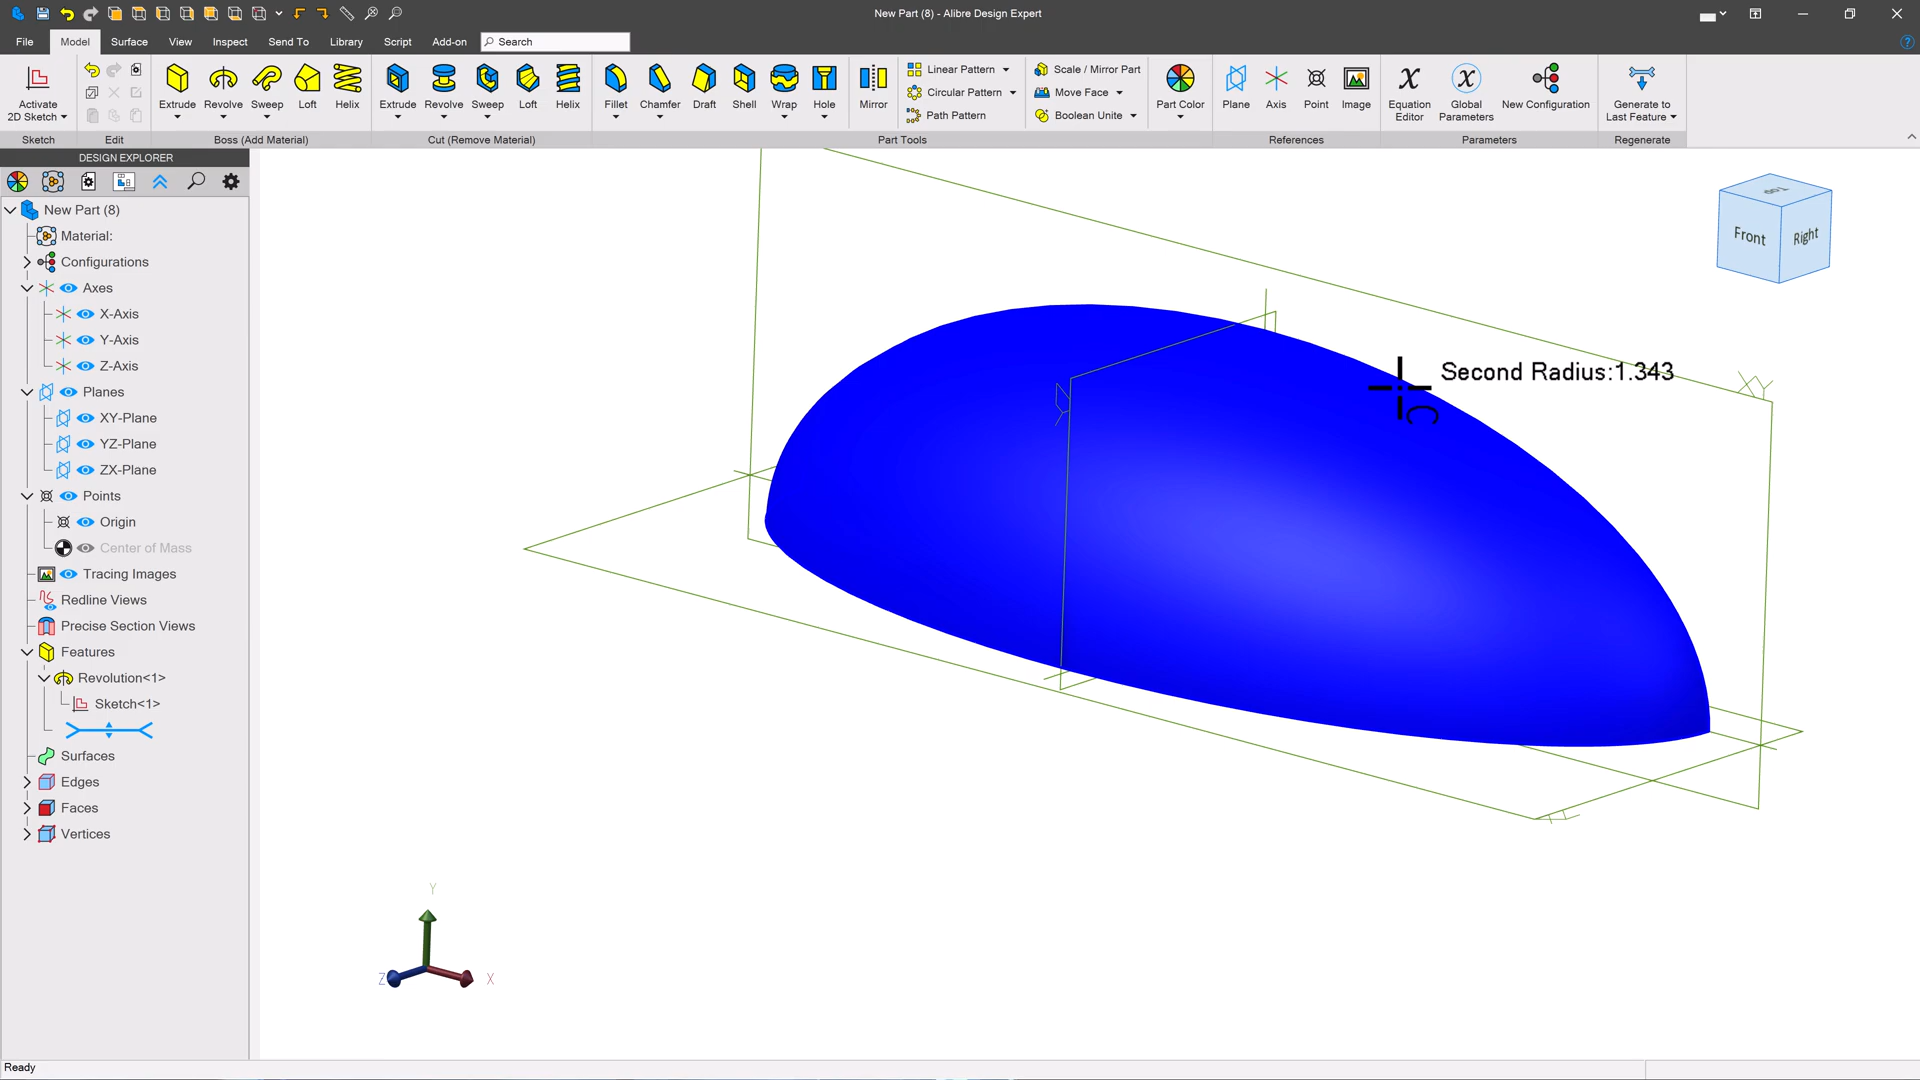 New Part (8) - Alibre Design Expert
File Model Surface View Inspect Send To Library Script Add-on Search
Activate 2D Sketch
Sketch
Edit
Extrude Revolve Sweep Loft Helix
Boss (Add Material)
Extrude Revolve Sweep Loft Helix
Cut (Remove Material)
Fillet Chamfer Draft Shell Wrap Hole Mirror
Linear Pattern
Circular Pattern
Path Pattern
Scale / Mirror Part
Move Face
Boolean Unite
Part Color
Part Tools
Plane Axis Point Image
References
Equation Editor
Global Parameters
New Configuration
Parameters
Generate to Last Feature
Regenerate
DESIGN EXPLORER
New Part (8)
Material:
Configurations
Axes
X-Axis
Y-Axis
Z-Axis
Planes
XY-Plane
YZ-Plane
ZX-Plane
Points
Origin
Center of Mass
Tracing Images
Redline Views
Precise Section Views
Features
Revolution<1>
Sketch<1>
Surfaces
Edges
Faces
Vertices
Top
Front
Right
Second Radius:1.343
XY
Y
Z
X
Ready